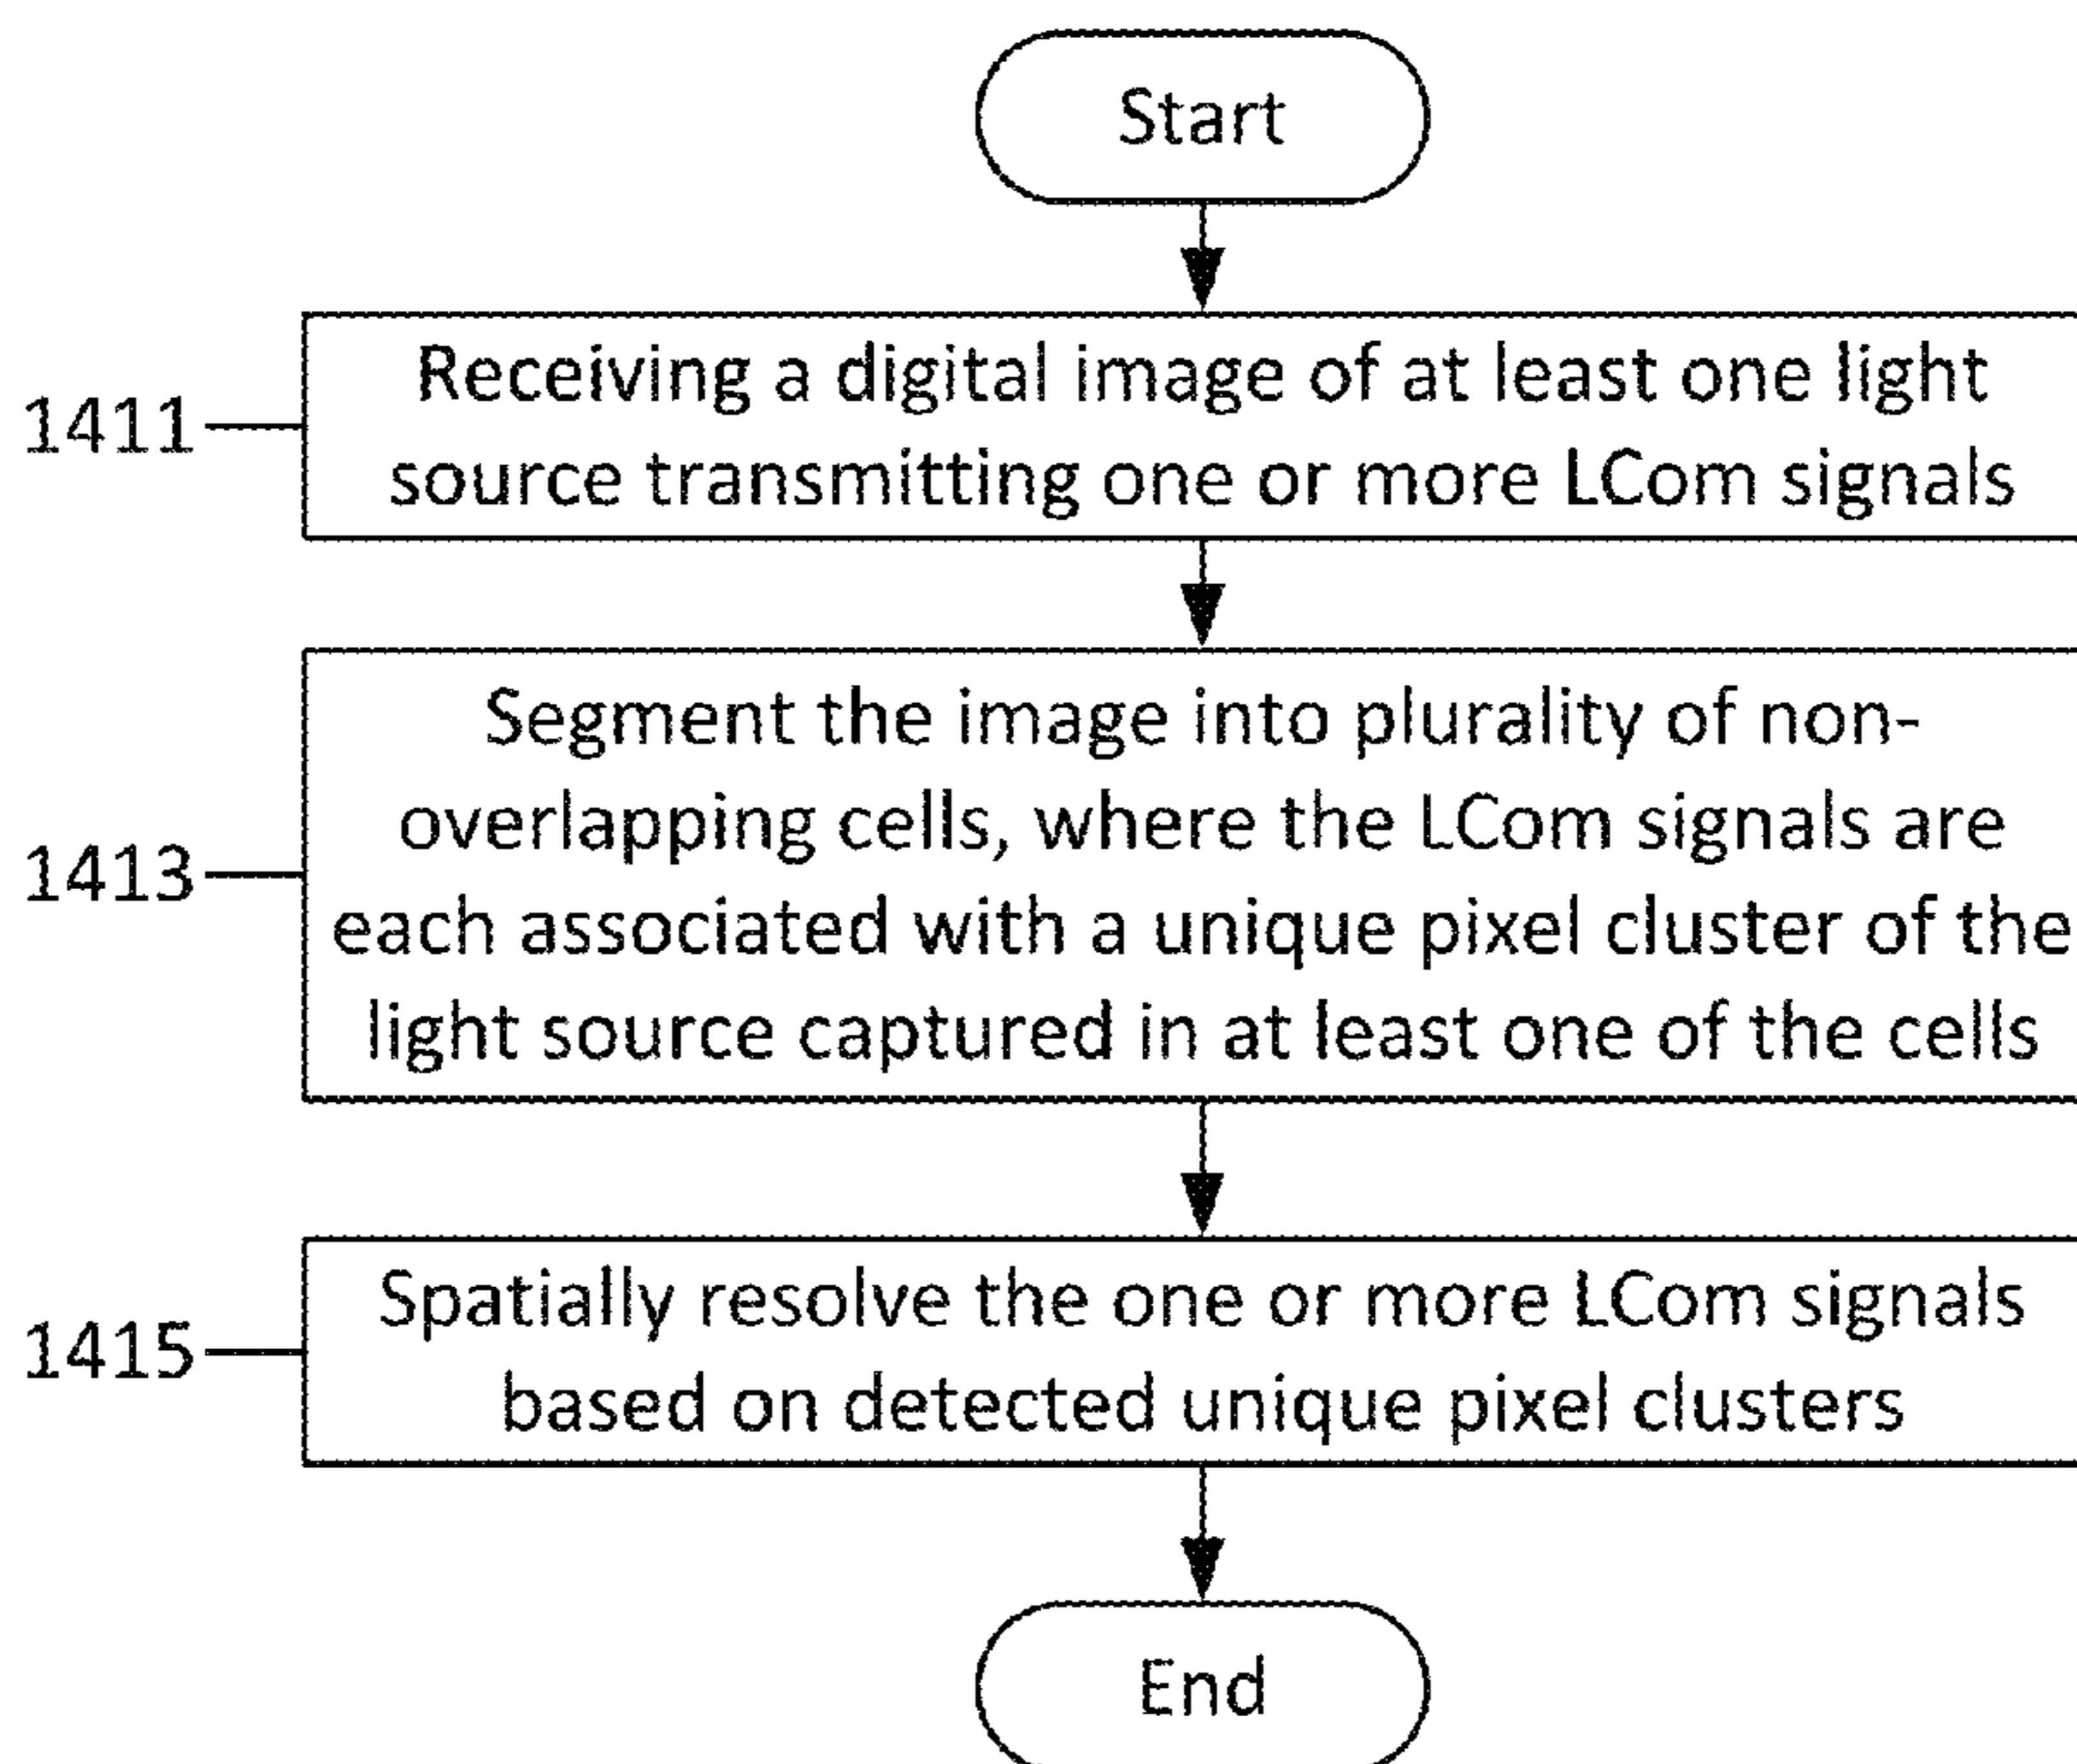 Start
1411
Receiving a digital image of at least one light
source transmitting one or more LCom signals
1413
Segment the image into plurality of non-
overlapping cells, where the LCom signals are
each associated with a unique pixel cluster of the
light source captured in at least one of the cells
1415
Spatially resolve the one or more LCom signals
based on detected unique pixel clusters
End